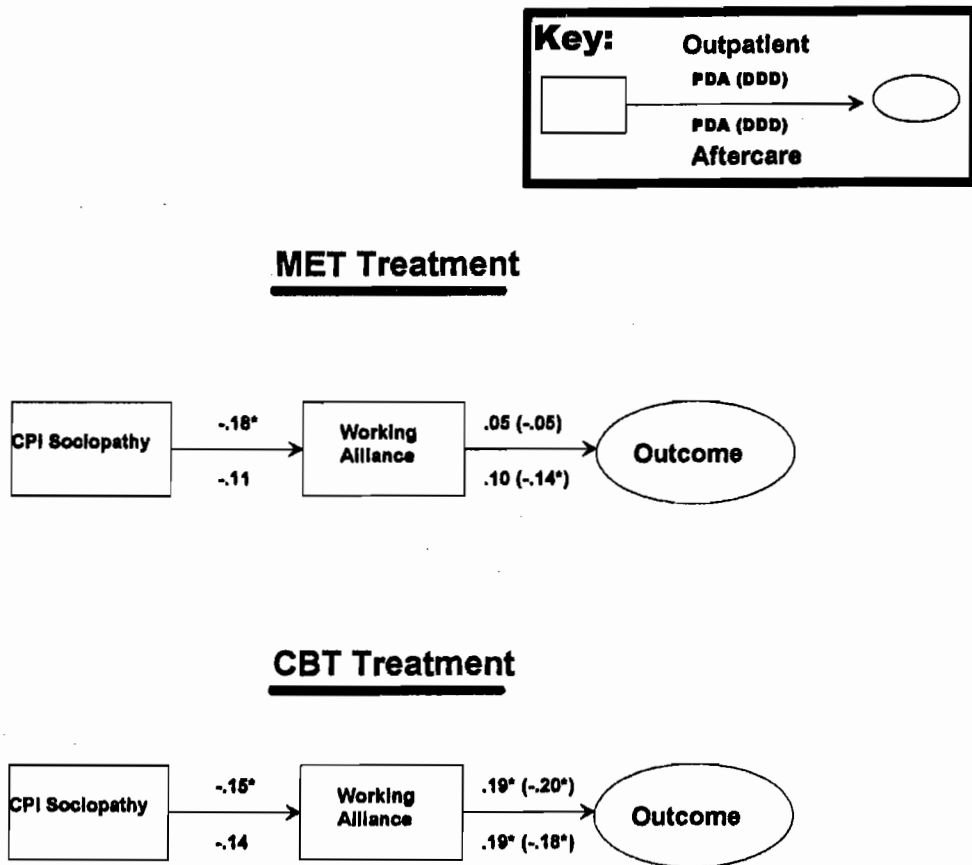 Key:
Outpatient
PDA (DDD)
PDA (DDD)
Aftercare
MET Treatment
CPI Sociopathy
-.18*
-.11
Working
Alliance
.05 (-.05)
.10 (-.14*)
Outcome
CBT Treatment
CPI Sociopathy
-.15*
-.14
Working
Alliance
.19* (-.20*)
.19* (-.18*)
Outcome